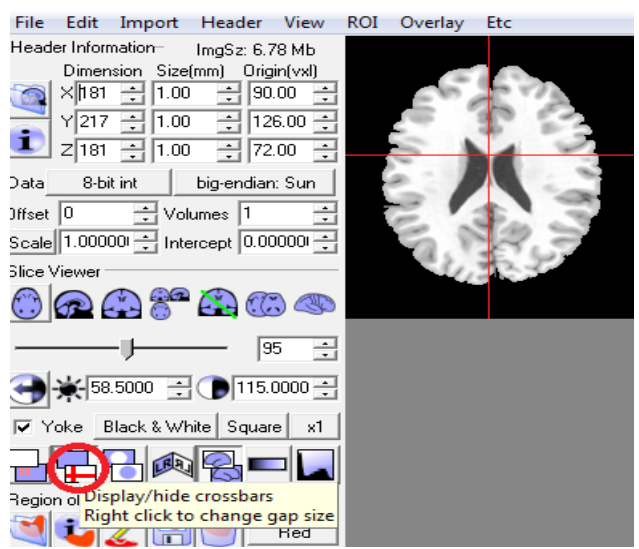 File Edit Import Header View ROI Overlay Etc
Header Information ImgSz: 6.78 Mb
Dimension Size(mm) Origin(vxl)
X 181 1.00 90.00
Y 217 1.00 126.00
Z 181 1.00 72.00
Data 8-bit int big-endian: Sun
Offset 0 Volumes 1
Scale 1.00000 Intercept 0.00000
Slice Viewer
95
58.5000 115.0000
Yoke Black & White Square x1
LR AJ
Display/hide crossbars
Region o
Right click to change gap size
Red